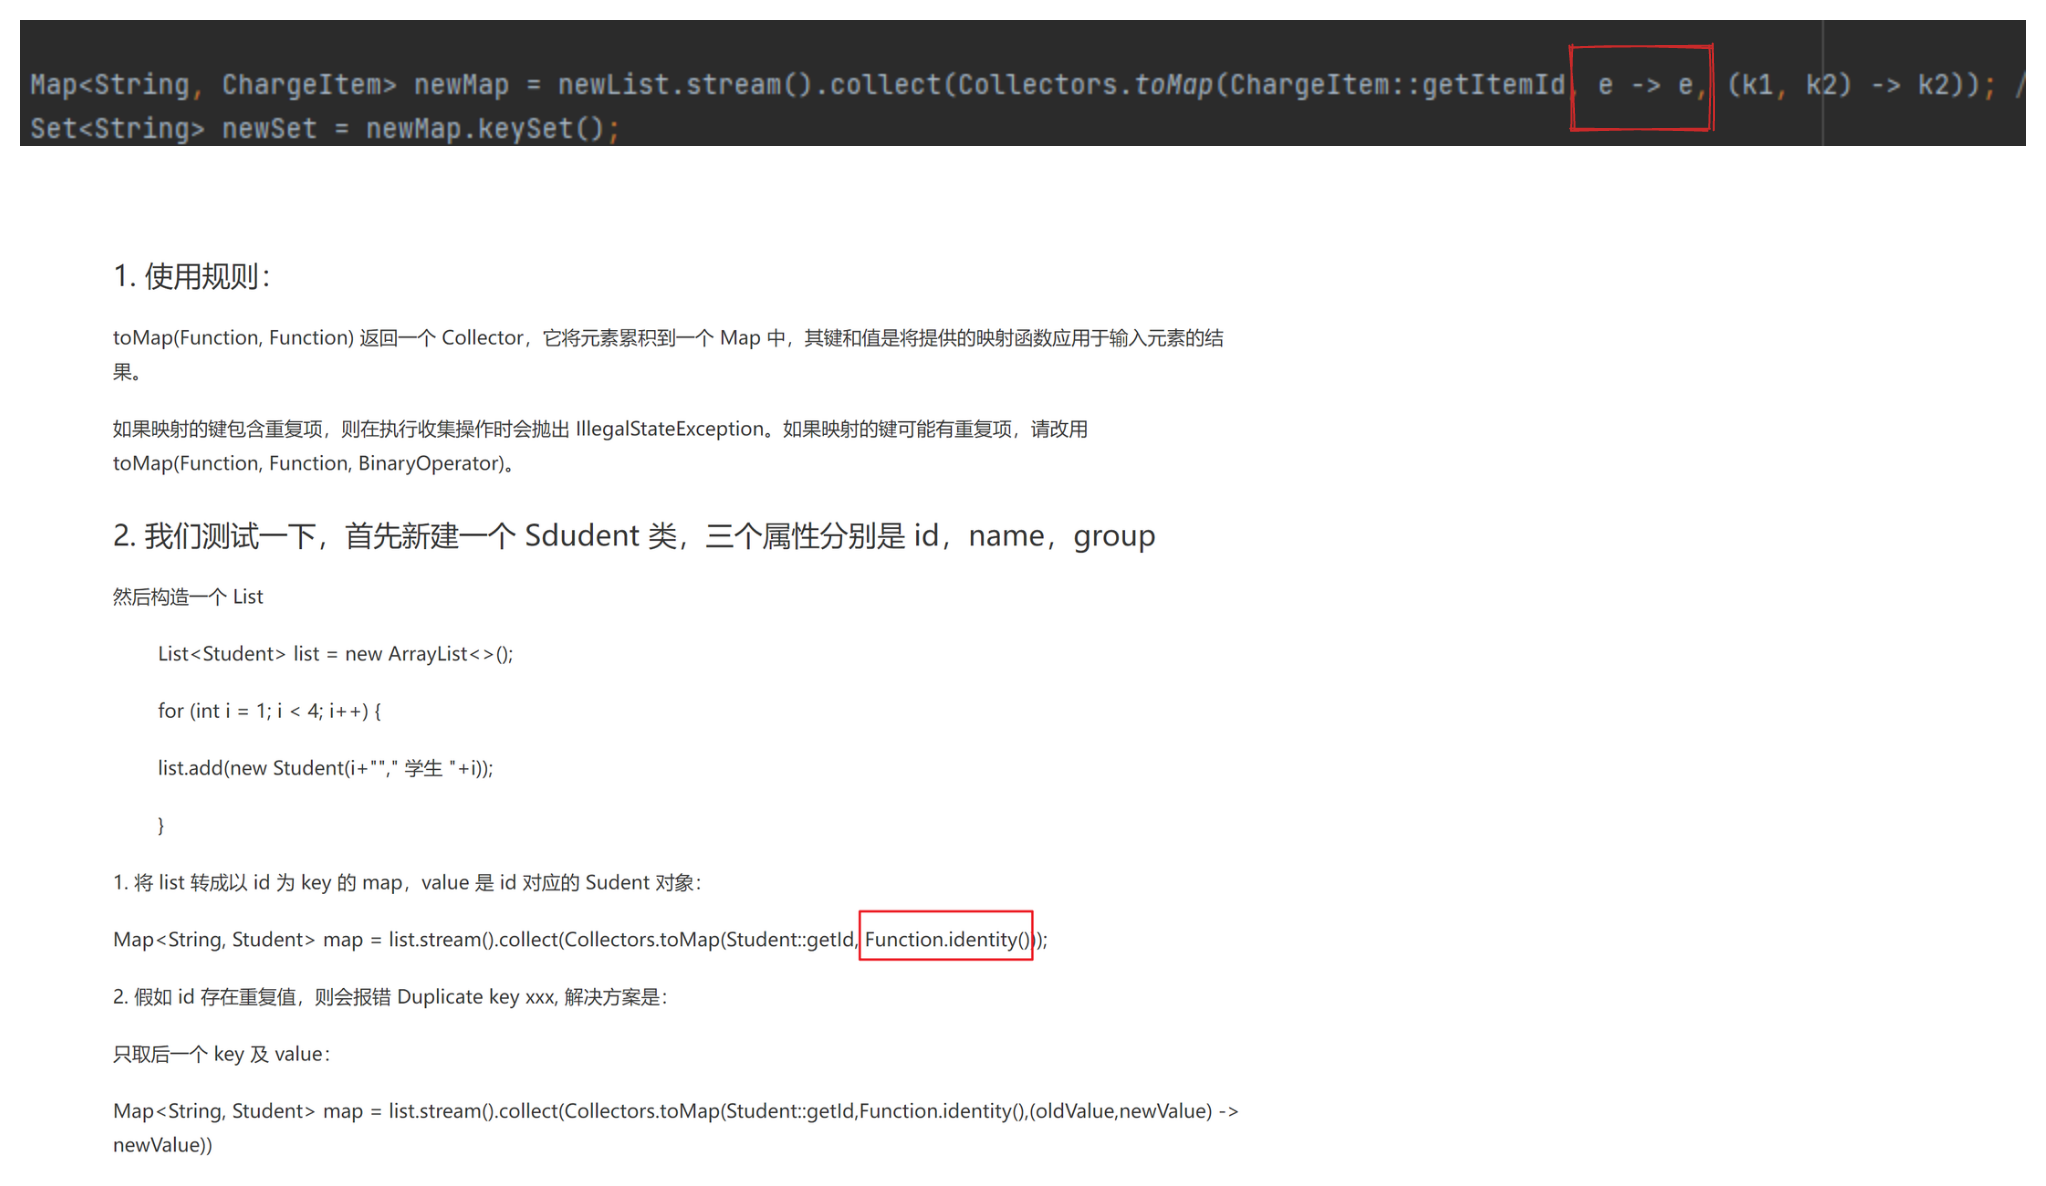 Map<String, ChargeItem> newMap = newList.stream().collect(Collectors.toMap(ChargeItem::getItemId, e -> e, (k1, k2) -> k2)); /
Set<String> newSet = newMap.keySet();
1. 使用规则：
toMap(Function, Function) 返回一个 Collector，它将元素累积到一个 Map 中，其键和值是将提供的映射函数应用于输入元素的结
果。
如果映射的键包含重复项，则在执行收集操作时会抛出 IllegalStateException。如果映射的键可能有重复项，请改用
toMap(Function, Function, BinaryOperator)。
2. 我们测试一下，首先新建一个 Sdudent 类，三个属性分别是 id，name，group
然后构造一个 List
List<Student> list = new ArrayList<>();
for (int i = 1; i < 4; i++) {
list.add(new Student(i+""," 学生 "+i));
}
1. 将 list 转成以 id 为 key 的 map，value 是 id 对应的 Sudent 对象：
Map<String, Student> map = list.stream().collect(Collectors.toMap(Student::getId, Function.identity()));
2. 假如 id 存在重复值，则会报错 Duplicate key xxx, 解决方案是：
只取后一个 key 及 value：
Map<String, Student> map = list.stream().collect(Collectors.toMap(Student::getId,Function.identity(),(oldValue,newValue) ->
newValue))